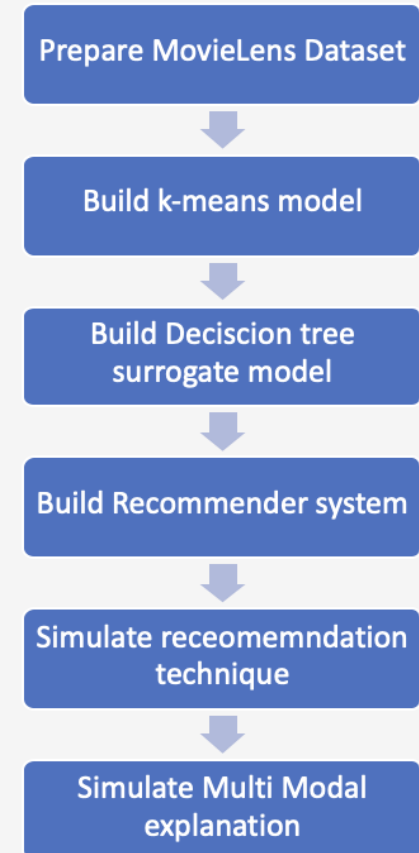 Prepare MovieLens Dataset
Build k-means model
Build Deciscion tree
surrogate model
Build Recommender system
Simulate receomemndation
technique
Simulate Multi Modal
explanation